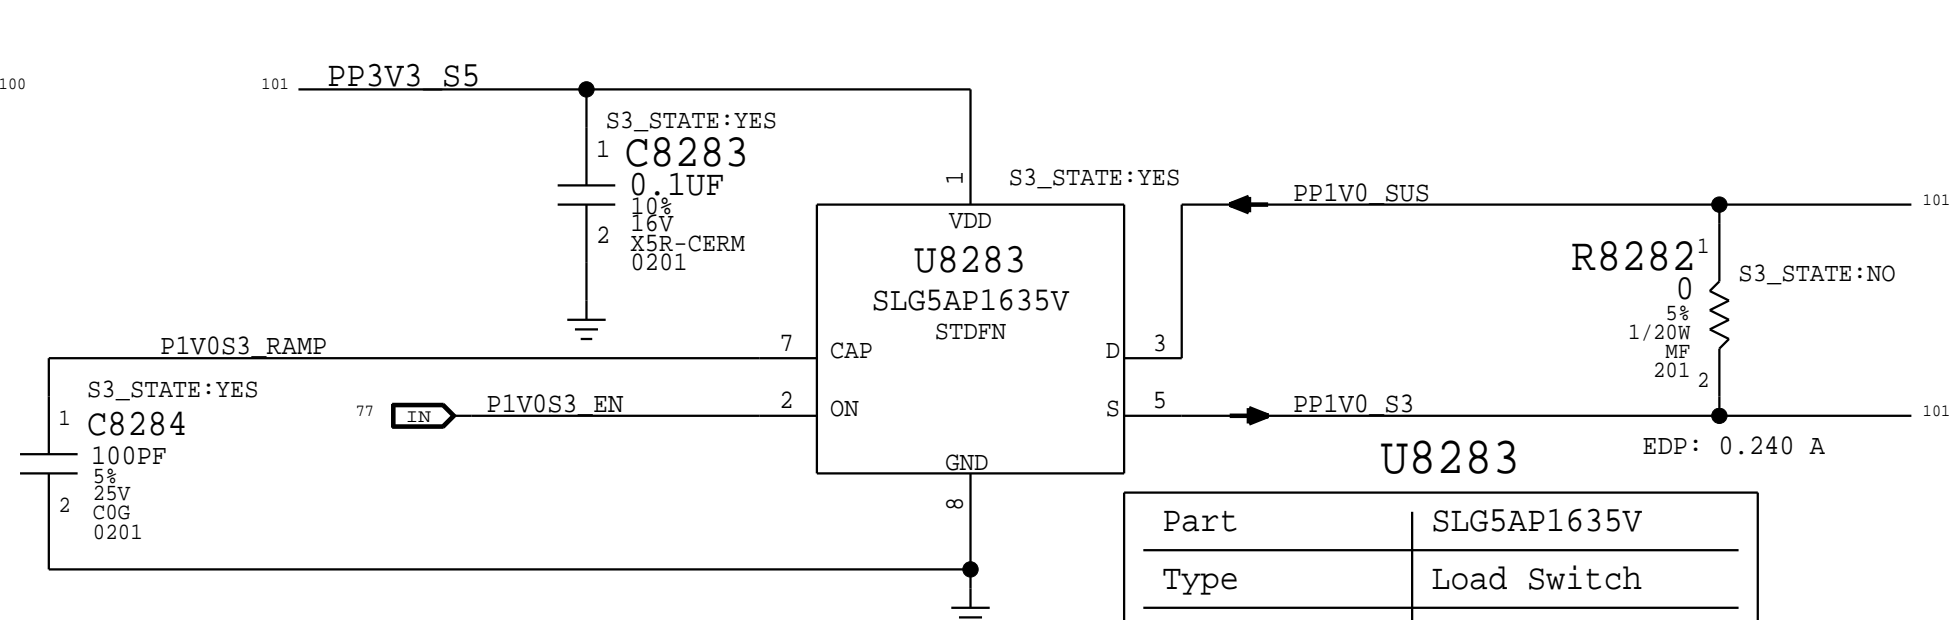 100
101 PP3V3_S5
S3_STATE:YES
1 C8283
0.1UF
10%
16V
2 X5R-CERM
0201
1
S3_STATE:YES
VDD
U8283
SLG5AP1635V
STDFN
7 CAP
2 ON
D 3
S 5
GND
8
P1V0S3_RAMP
S3_STATE:YES
1 C8284
100PF
5%
25V
2 C0G
0201
77 IN P1V0S3_EN
PP1V0_SUS 101
R8282 1
S3_STATE:NO
0
5%
1/20W
MF
201 2
PP1V0_S3 101
EDP: 0.240 A
U8283
Part SLG5AP1635V
Type Load Switch